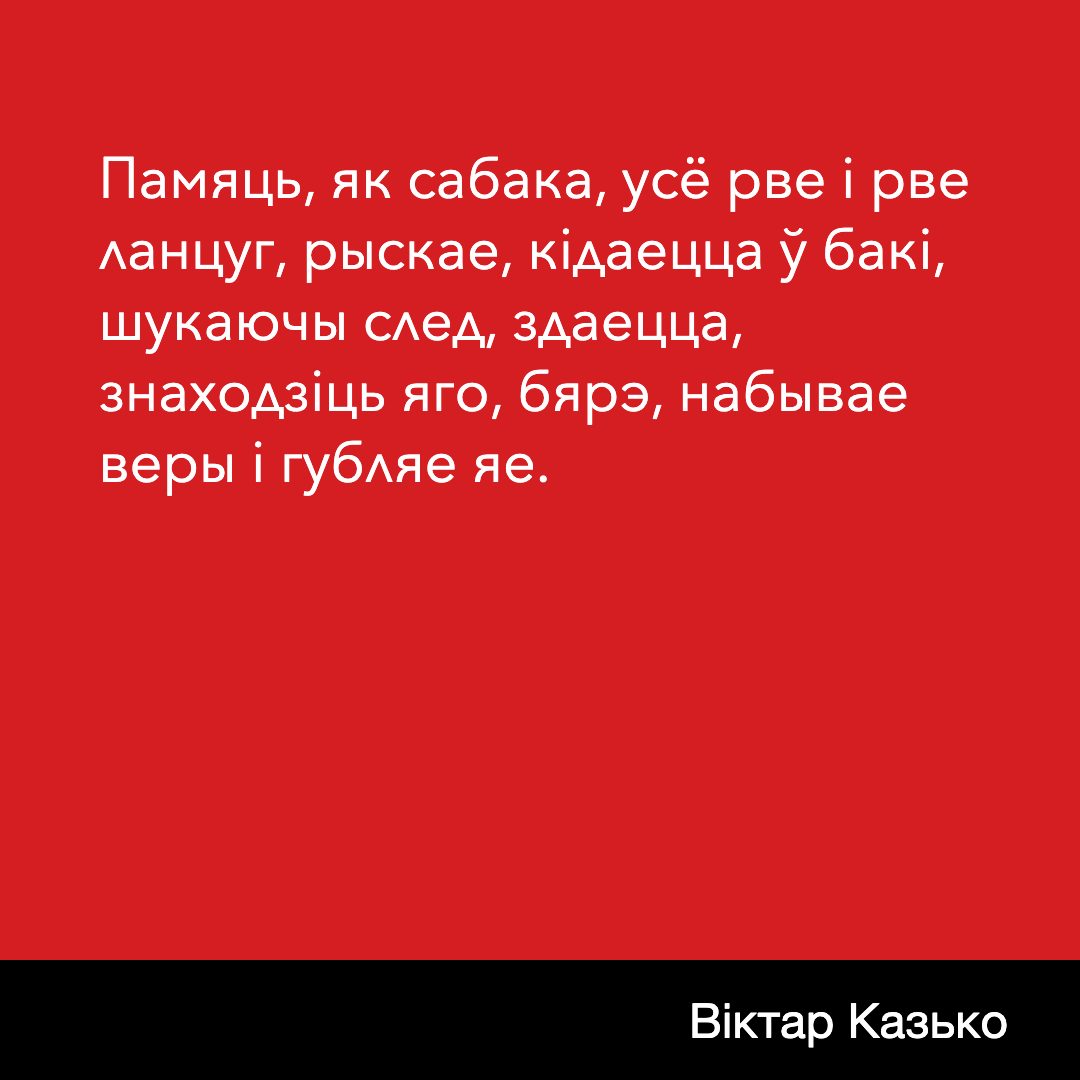 Памяць, як сабака, усё рве і рве
ланцуг, рыскае, кідаецца ў бакі,
шукаючы след, здаецца,
знаходзіць яго, бярэ, набывае
веры і губляе яе.
Віктар Казько